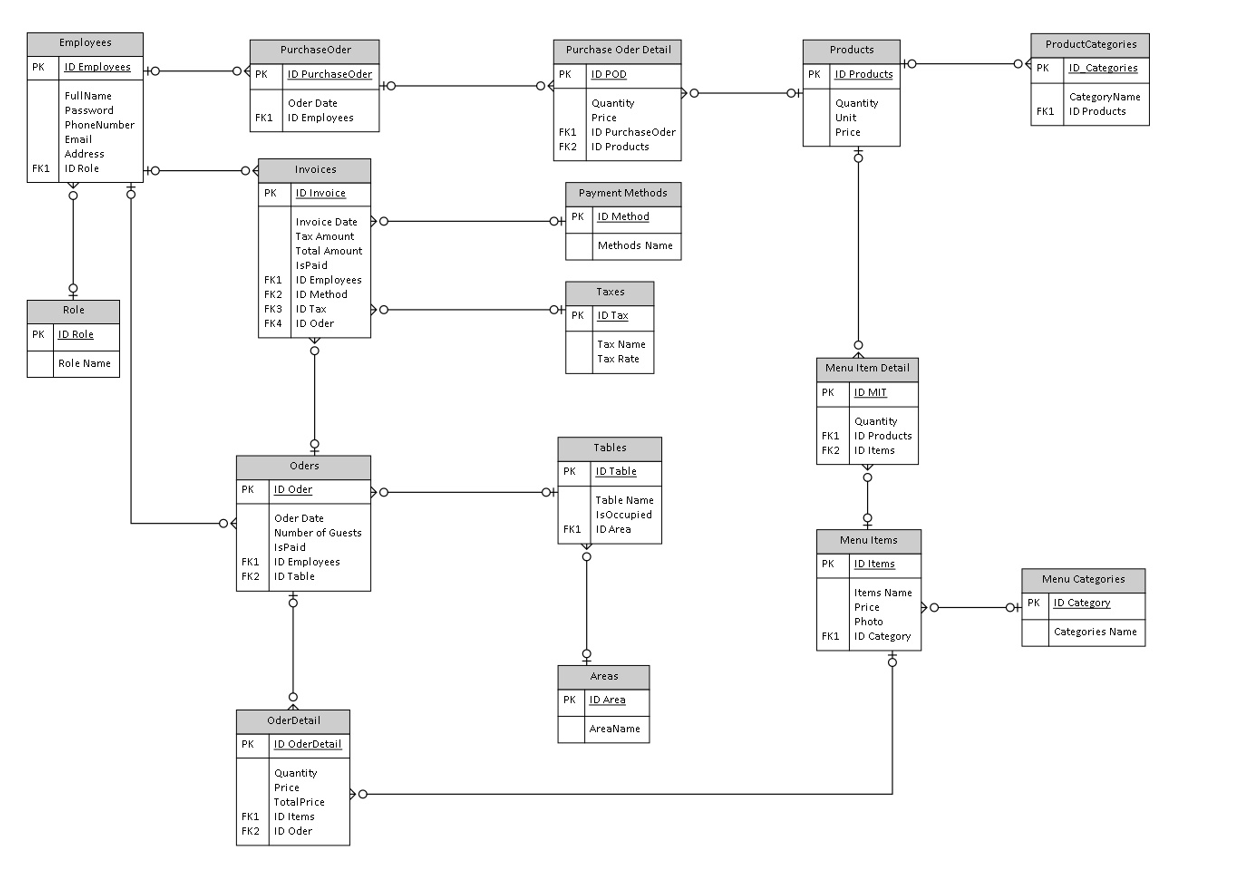 Employees
PK ID Employees
FullName
Password
PhoneNumber
Email
Address
FK1 ID Role
PurchaseOder
PK ID PurchaseOder
Oder Date
FK1 ID Employees
Purchase Oder Detail
PK ID POD
Quantity
Price
FK1 ID PurchaseOder
FK2 ID Products
Products
PK ID Products
Quantity
Unit
Price
ProductCategories
PK ID_Categories
CategoryName
FK1 ID Products
Invoices
PK ID Invoice
Invoice Date
Tax Amount
Total Amount
IsPaid
FK1 ID Employees
FK2 ID Method
FK3 ID Tax
FK4 ID Oder
Payment Methods
PK ID Method
Methods Name
Taxes
PK ID Tax
Tax Name
Tax Rate
Role
PK ID Role
Role Name
Menu Item Detail
PK ID MIT
Quantity
FK1 ID Products
FK2 ID Items
Oders
PK ID Oder
Oder Date
Number of Guests
IsPaid
FK1 ID Employees
FK2 ID Table
Tables
PK ID Table
Table Name
IsOccupied
FK1 ID Area
Menu Items
PK ID Items
Items Name
Price
Photo
FK1 ID Category
Menu Categories
PK ID Category
Categories Name
Areas
PK ID Area
AreaName
OderDetail
PK ID OderDetail
Quantity
Price
TotalPrice
FK1 ID Items
FK2 ID Oder